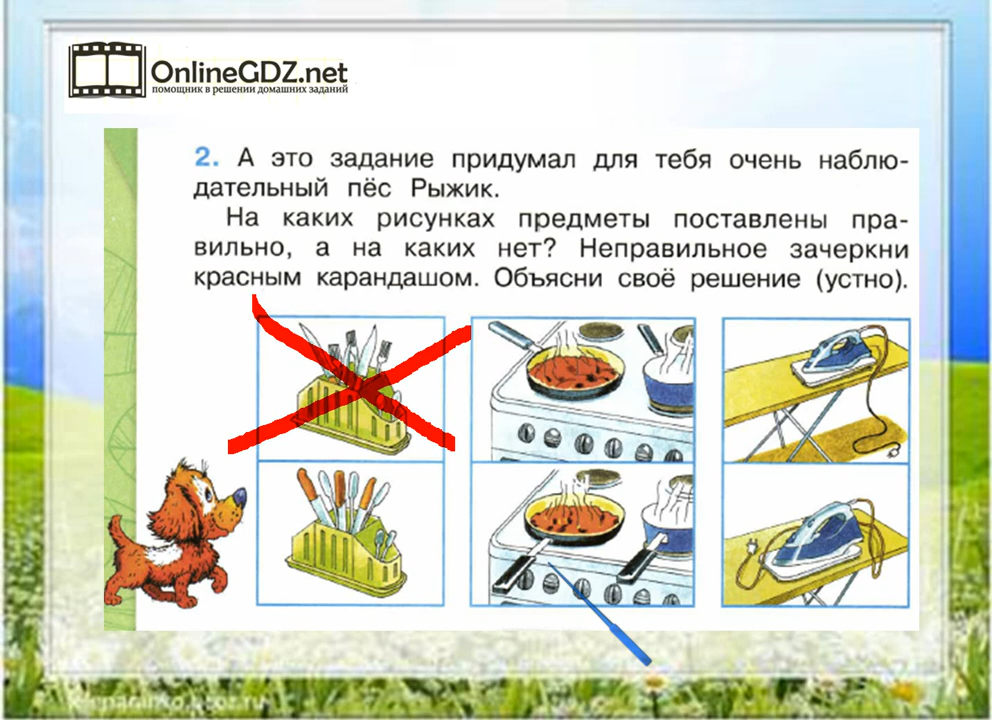 OnlineGDZ.net
помощник в решении домашних заданий
2. А это задание придумал для тебя очень наблю-
дательный пёс Рыжик.
На каких рисунках предметы поставлены пра-
вильно, а на каких нет? Неправильное зачеркни
красным карандашом. Объясни своё решение (устно).